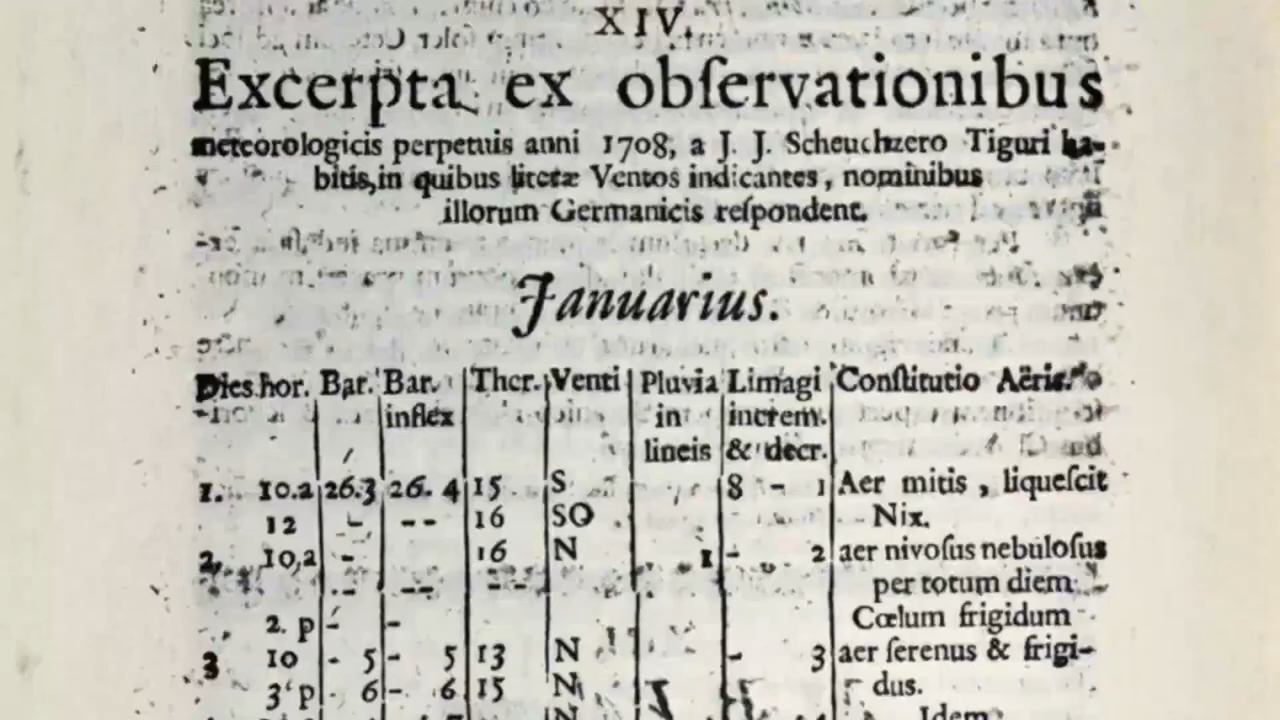 XIV.
Excerpta ex obſervationibus
meteorologicis perpetuis anni 1708, a J. J. Scheuchzero Tiguri ha-
bitis, in quibus literæ Ventos indicantes, nominibus
illorum Germanicis reſpondent.
Januarius.
Dies hor. Bar. Bar. Ther. Venti Pluvia Limagi Conſtitutio Aëris.
inflex in increm.
lineis & decr.
1. 10.a 26.3 26. 4 15 S 8 - 1 Aer mitis, liqueſcit
12 - -- 16 SO Nix.
2. 10,a - 16 N 1 - 2 aer nivoſus nebuloſus
- -- -- per totum diem
2. p - - Cœlum frigidum
3 10 - 5 - 5 13 N - 3 aer ſerenus & frigi-
3 p - 6 - 6 15 N dus.
Idem